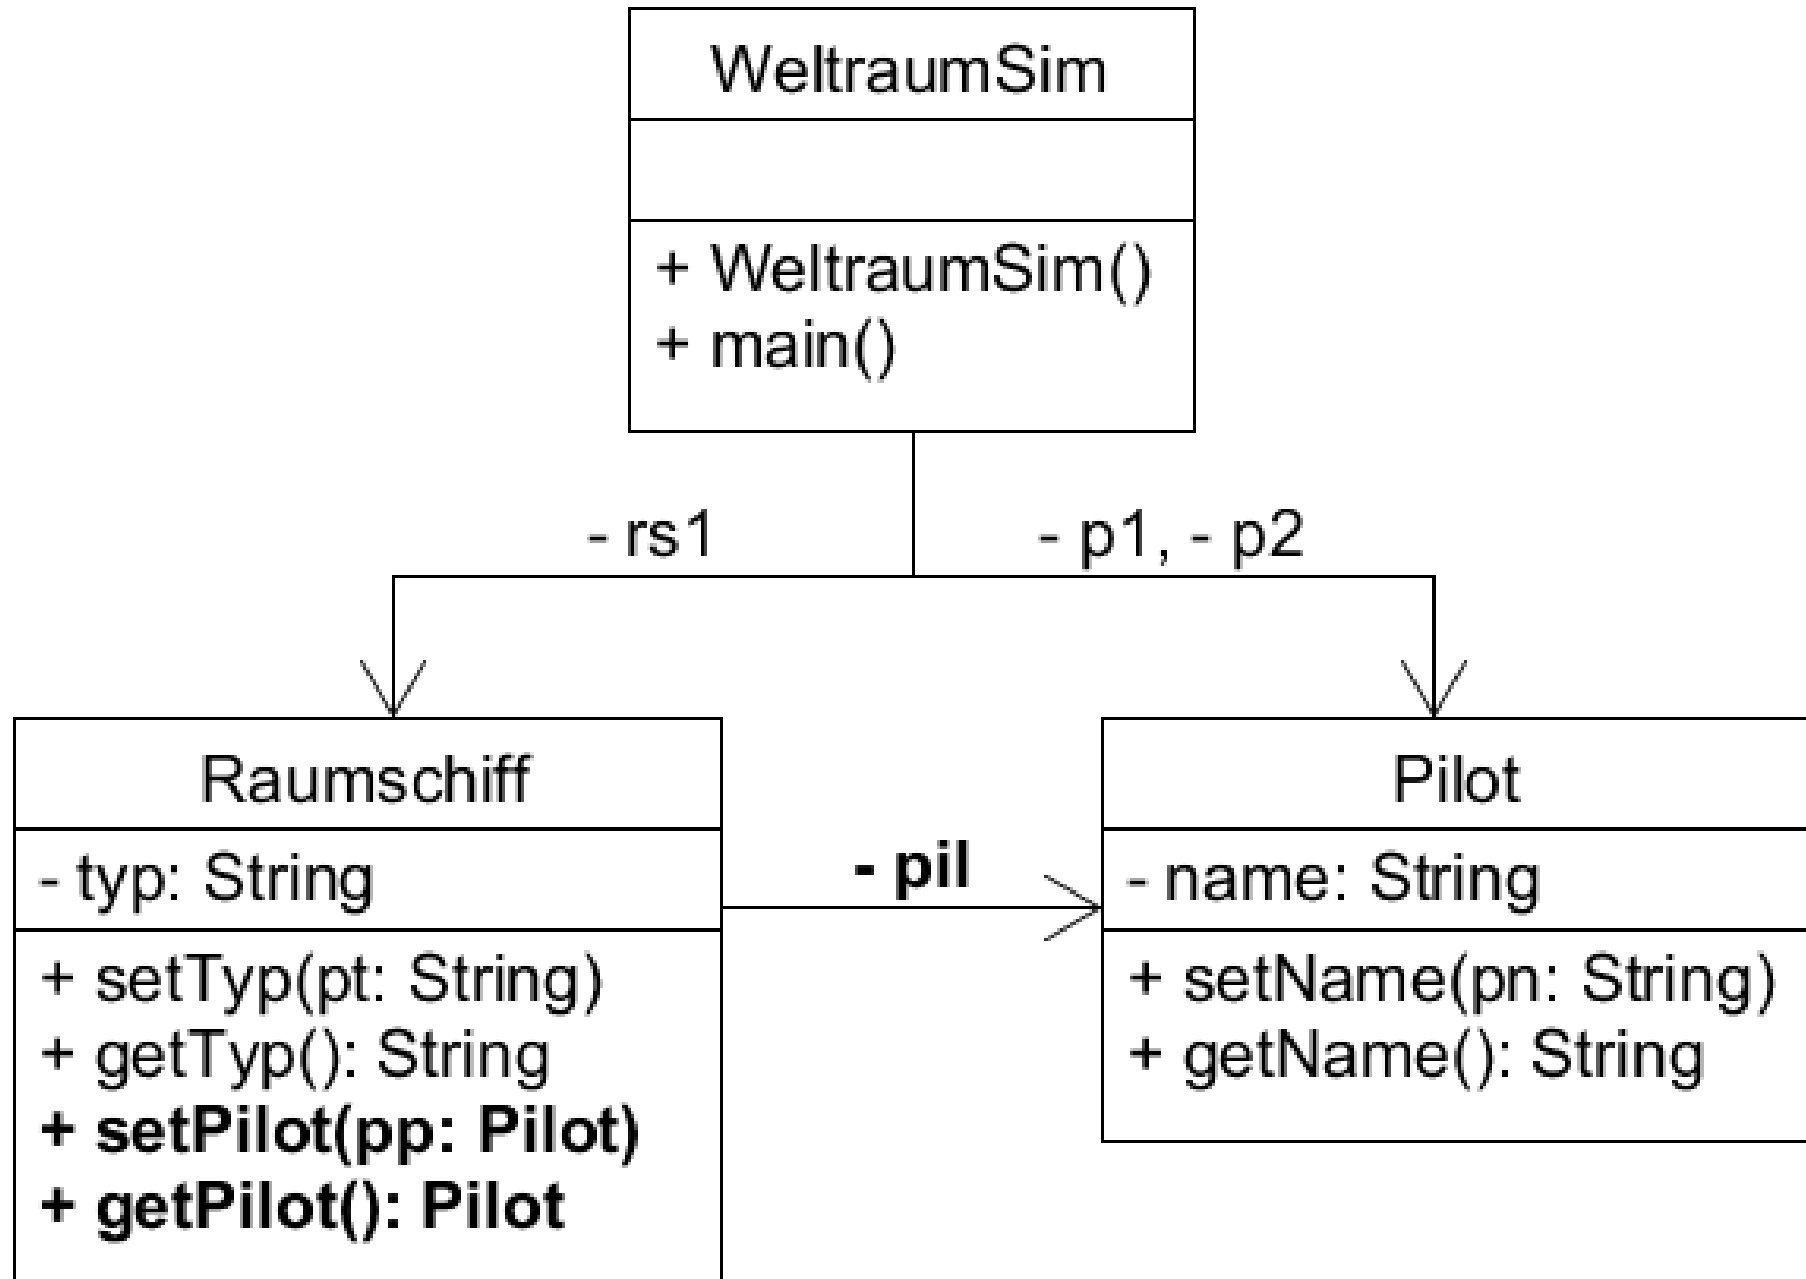 WeltraumSim
+ WeltraumSim()
+ main()
- rs1
- p1, - p2
Raumschiff
- typ: String
+ setTyp(pt: String)
+ getTyp(): String
+ setPilot(pp: Pilot)
+ getPilot(): Pilot
- pil
Pilot
- name: String
+ setName(pn: String)
+ getName(): String